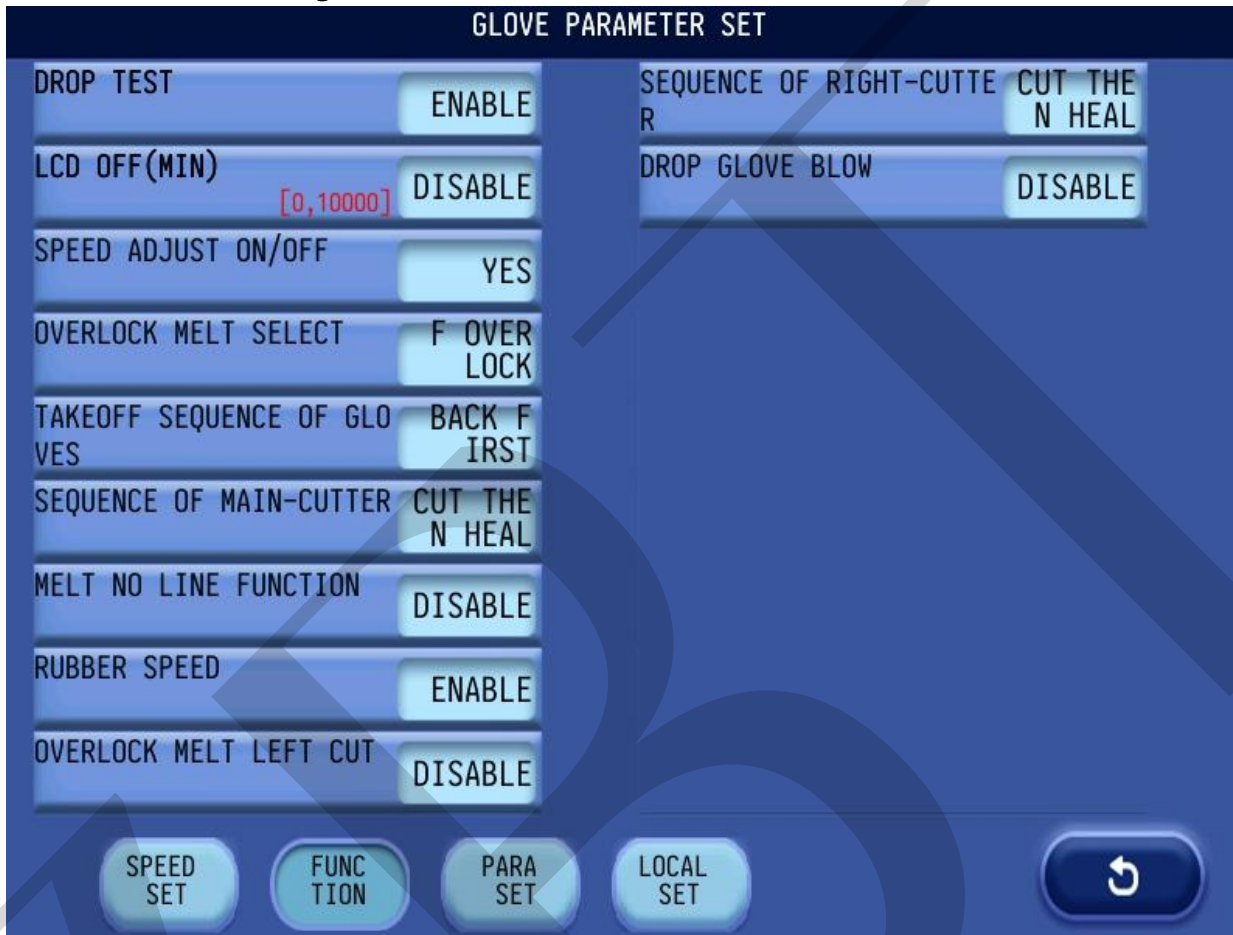 GLOVE PARAMETER SET
DROP TEST
ENABLE
LCD OFF(MIN)
[0,10000]
DISABLE
SPEED ADJUST ON/OFF
YES
OVERLOCK MELT SELECT
F OVER
LOCK
TAKEOFF SEQUENCE OF GLO
VES
BACK F
IRST
SEQUENCE OF MAIN-CUTTER
CUT THE
N HEAL
MELT NO LINE FUNCTION
DISABLE
RUBBER SPEED
ENABLE
OVERLOCK MELT LEFT CUT
DISABLE
SEQUENCE OF RIGHT-CUTTE
R
CUT THE
N HEAL
DROP GLOVE BLOW
DISABLE
SPEED
SET
FUNC
TION
PARA
SET
LOCAL
SET